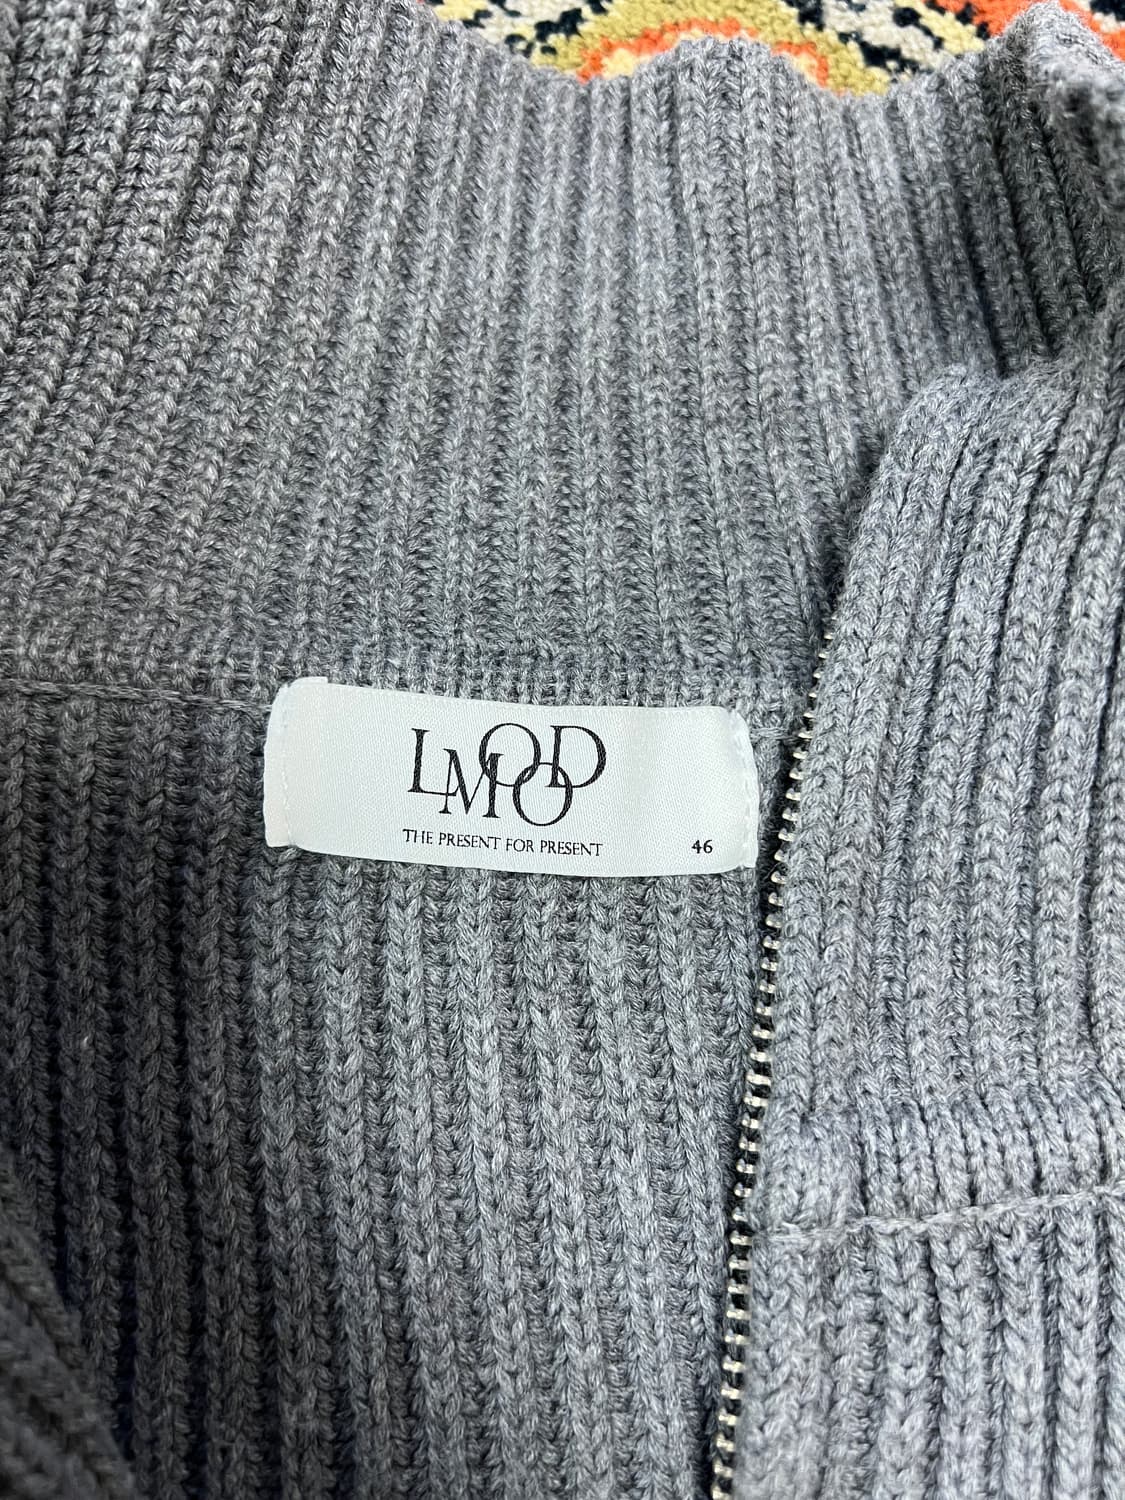 LMOOD
THE PRESENT FOR PRESENT
46